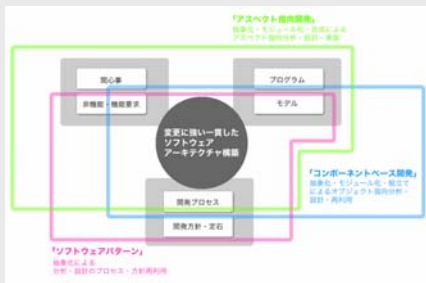 「アスペクト指向開発」
抽象化・モジュール化・合成による
アスペクト指向分析・設計・実装
関心事
非機能・機能要求
プログラム
モデル
変更に強い一貫した
ソフトウェア
アーキテクチャ構築
「コンポーネントベース開発」
抽象化・モジュール化・組立て
によるオブジェクト指向分析・
設計・再利用
開発プロセス
開発方針・定石
「ソフトウェアパターン」
抽象化による
分析・設計のプロセス・方針再利用